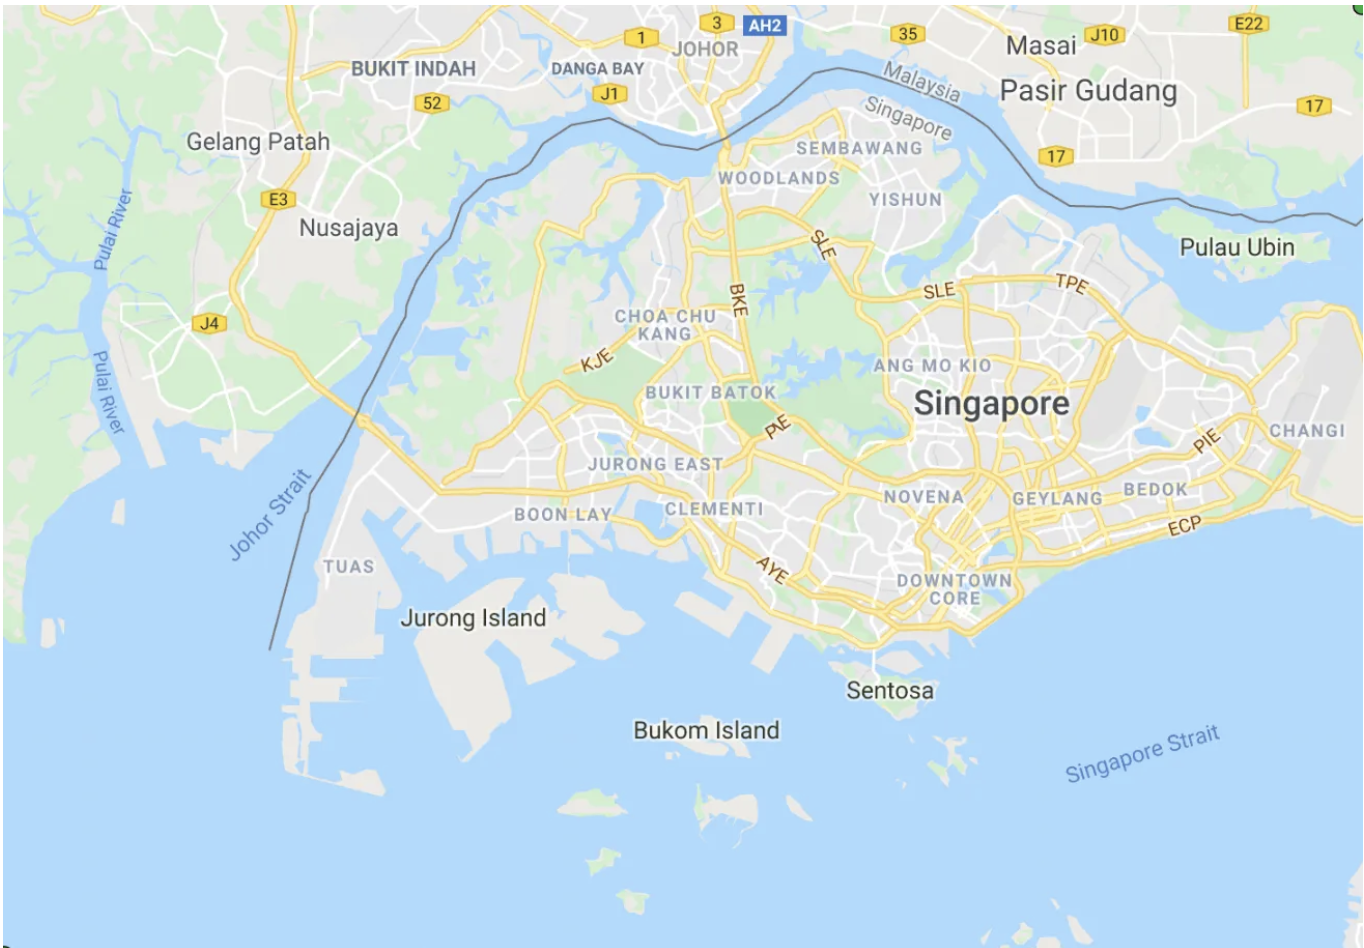 3
AH2
1
35
E22
Masai
J10
JOHOR
BUKIT INDAH
DANGA BAY
Malaysia
Pasir Gudang
J1
52
17
Singapore
Gelang Patah
SEMBAWANG
17
WOODLANDS
E3
YISHUN
Pulai River
Nusajaya
SLE
Pulau Ubin
BKE
SLE
TPE
J4
CHOA CHU
KANG
KJE
ANG MO KIO
Pulai River
BUKIT BATOK
Singapore
PIE
CHANGI
PIE
JURONG EAST
BEDOK
NOVENA
GEYLANG
Johor Strait
BOON LAY
CLEMENTI
ECP
TUAS
AYE
DOWNTOWN
CORE
Jurong Island
Sentosa
Bukom Island
Singapore Strait